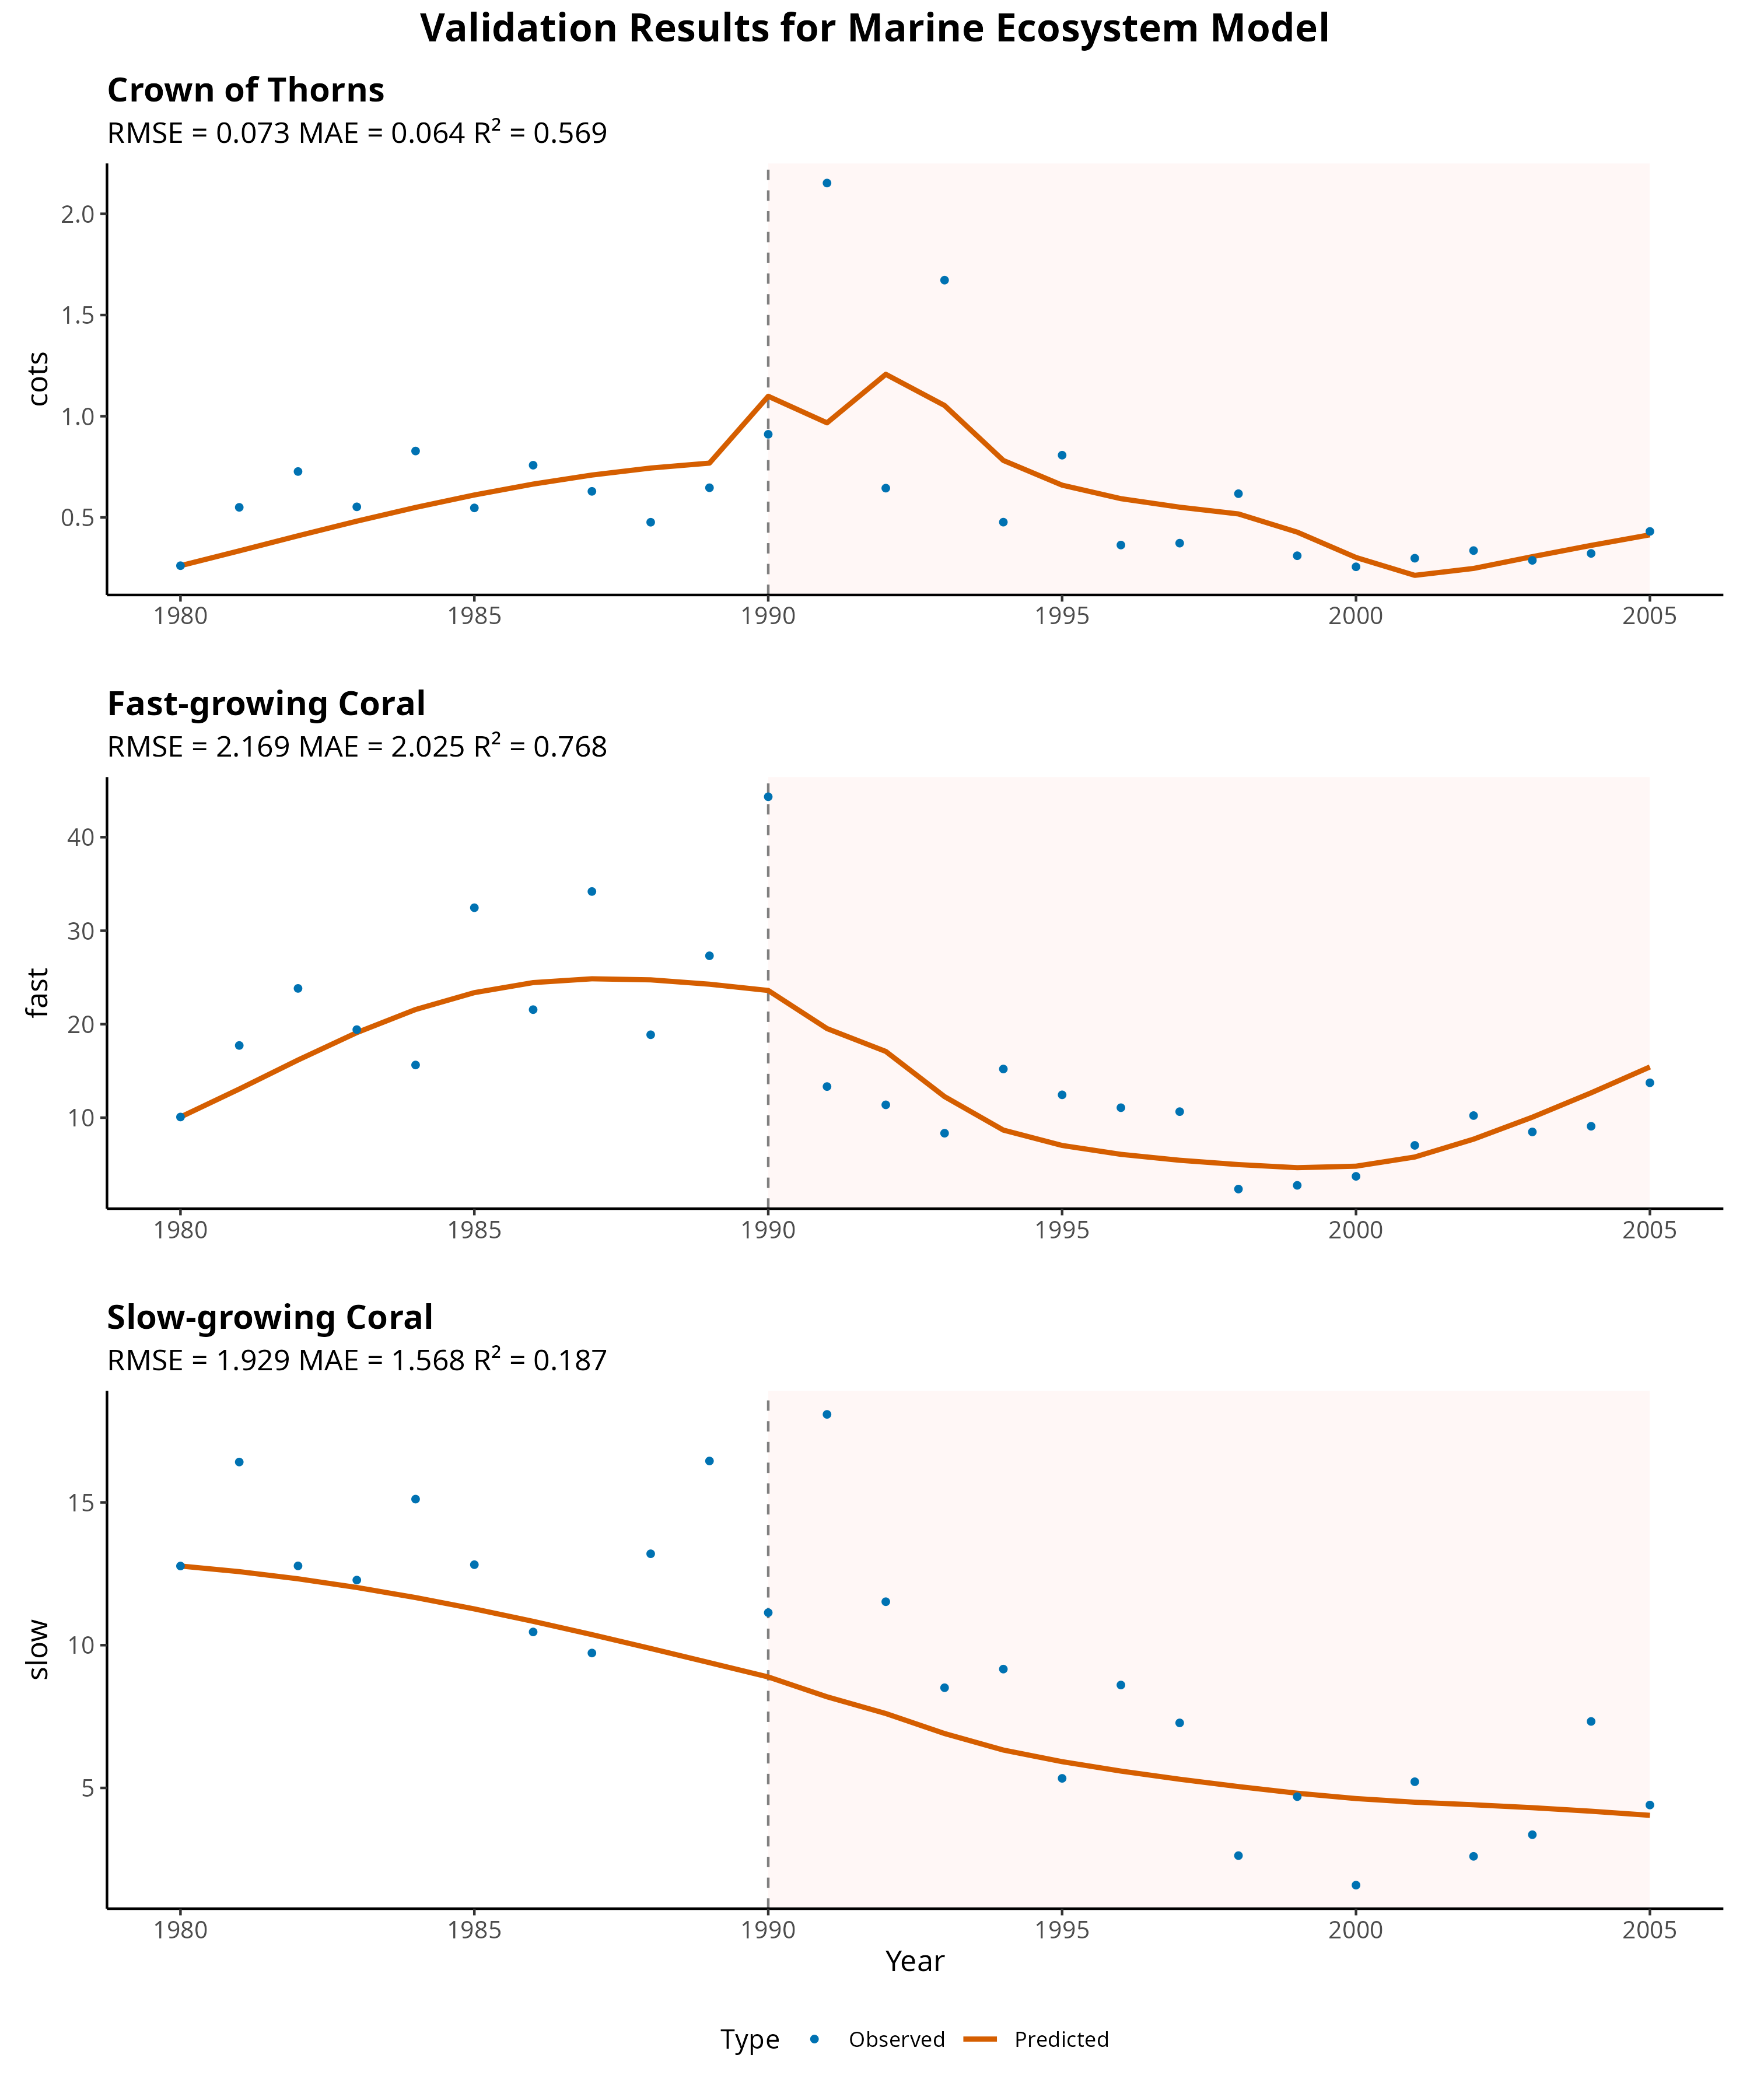 Validation Results for Marine Ecosystem Model
Crown of Thorns
RMSE = 0.073 MAE = 0.064 R² = 0.569
cots
2.0
1.5
1.0
0.5
1980 1985 1990 1995 2000 2005
Fast-growing Coral
RMSE = 2.169 MAE = 2.025 R² = 0.768
fast
40
30
20
10
1980 1985 1990 1995 2000 2005
Slow-growing Coral
RMSE = 1.929 MAE = 1.568 R² = 0.187
slow
15
10
5
1980 1985 1990 1995 2000 2005
Year
Type Observed Predicted